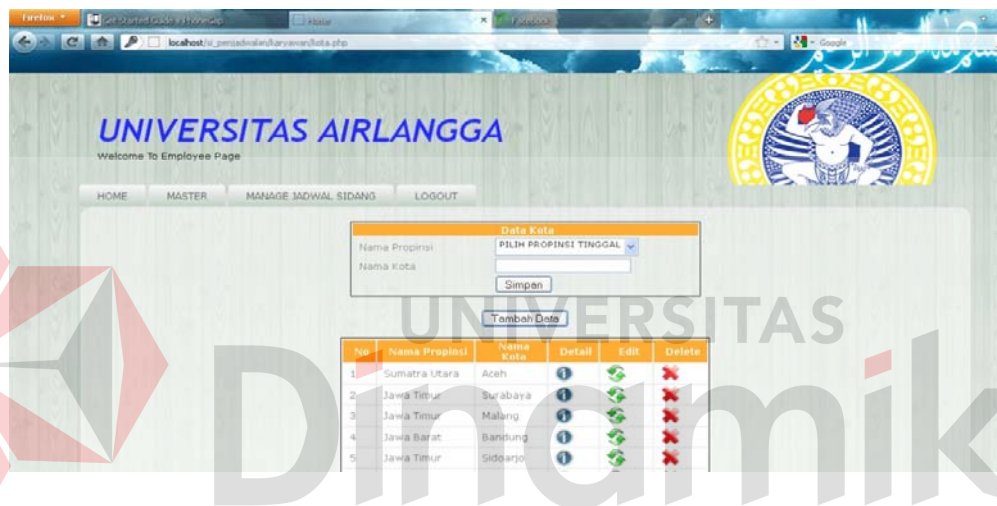 Firefox
Get Started Guide « PhoneGap
Home
Facebook
localhost/si_penjadwalan/karyawan/kota.php
Google
UNIVERSITAS AIRLANGGA
Welcome To Employee Page
HOME MASTER MANAGE JADWAL SIDANG LOGOUT
Data Kota
Nama Propinsi PILIH PROPINSI TINGGAL
Nama Kota
Simpan
Tambah Data
No Nama Propinsi Nama Kota Detail Edit Delete
1 Sumatra Utara Aceh
2 Jawa Timur Surabaya
3 Jawa Timur Malang
4 Jawa Barat Bandung
5 Jawa Timur Sidoarjo
UNIVERSITAS
Dinamik